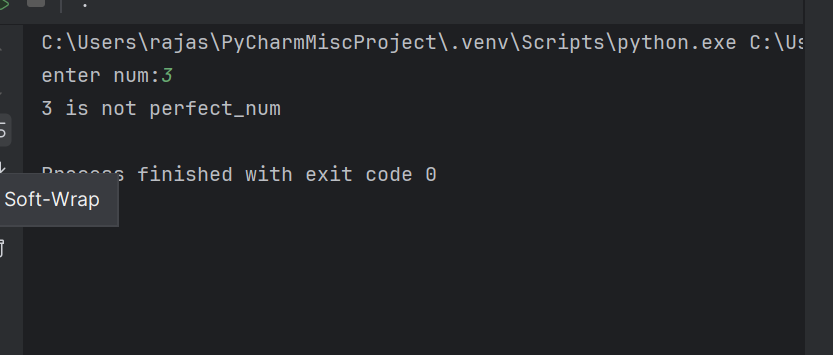 C:\Users\rajas\PyCharmMiscProject\.venv\Scripts\python.exe C:\Us
enter num:3
3 is not perfect_num
Process finished with exit code 0
Soft-Wrap